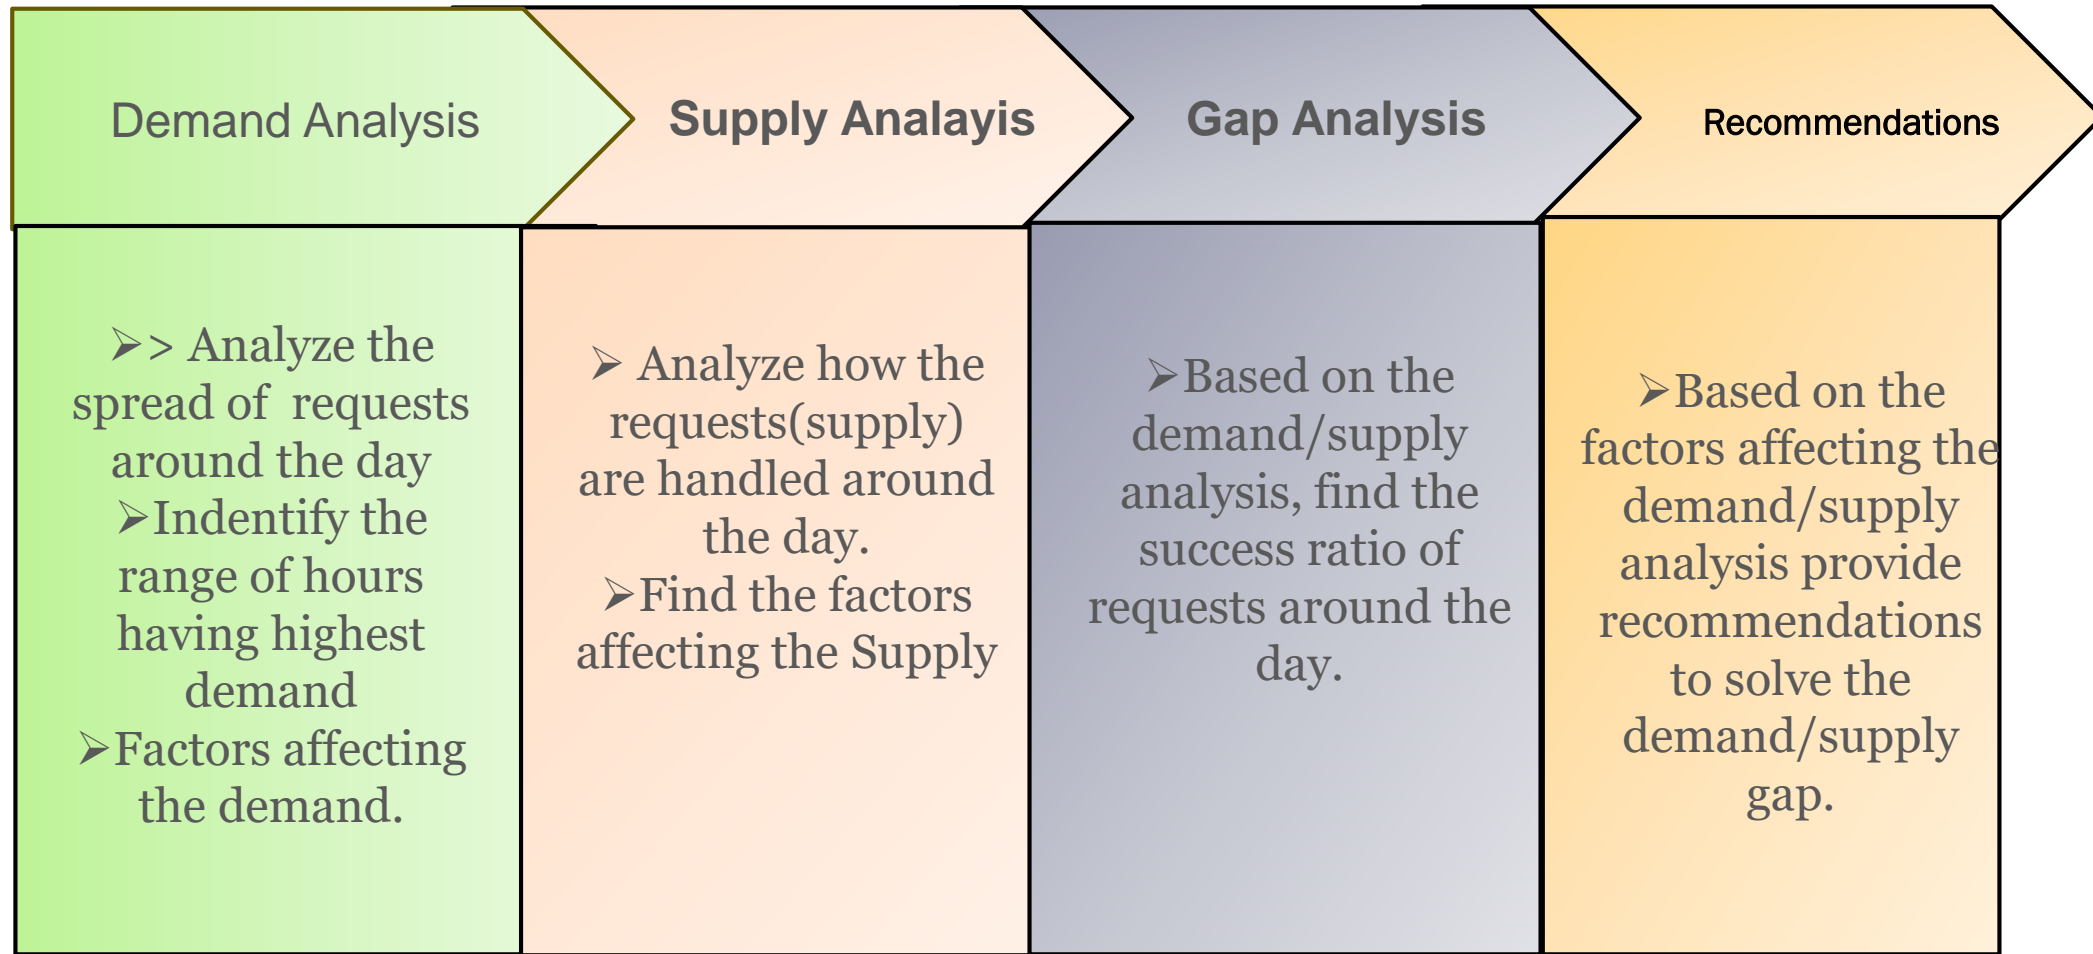 Demand Analysis
Supply Analayis
Gap Analysis
Recommendations
➢> Analyze the
spread of  requests
around the day
➢Indentify the
range of hours
having highest
demand
➢Factors affecting
the demand.
➢ Analyze how the
requests(supply)
are handled around
the day.
➢Find the factors
affecting the Supply
➢Based on the
demand/supply
analysis, find the
success ratio of
requests around the
day.
➢Based on the
factors affecting the
demand/supply
analysis provide
recommendations
to solve the
demand/supply
gap.